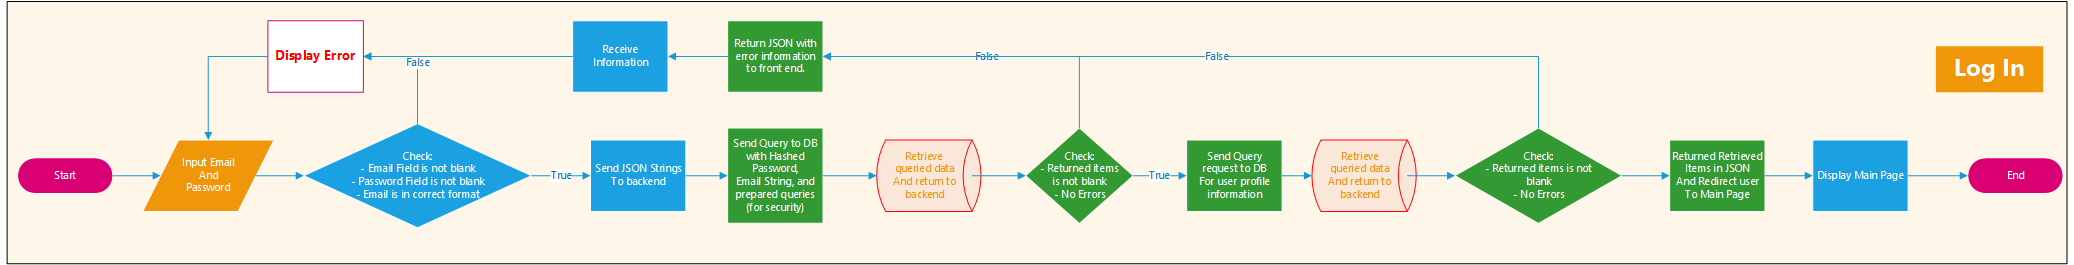 Display Error
Receive
Information
Return JSON with
error information
to front end.
False
False
False
Log In
Start
Input Email
And
Password
Check:
- Email Field is not blank
- Password Field is not blank
- Email is in correct format
True
Send JSON Strings
To backend
Send Query to DB
with Hashed
Password,
Email String, and
prepared queries
(for security)
Retrieve
queried data
And return to
backend
Check:
- Returned items
is not blank
- No Errors
True
Send Query
request to DB
For user profile
information
Retrieve
queried data
And return to
backend
Check:
- Returned items is not
blank
- No Errors
Returned Retrieved
Items in JSON
And Redirect user
To Main Page
Display Main Page
End